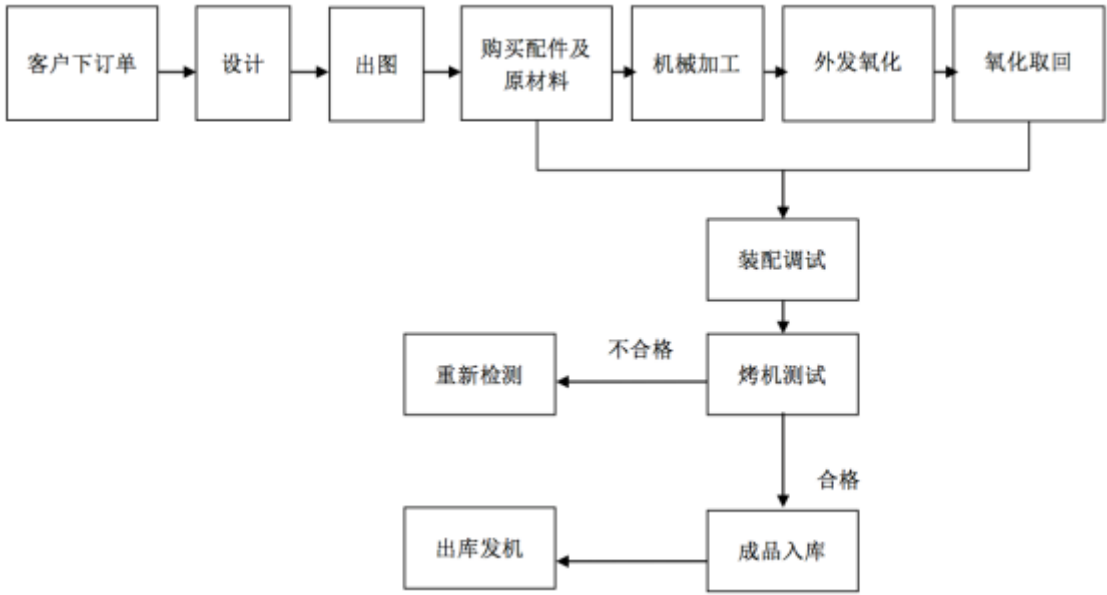 客户下订单
设计
出图
购买配件及
原材料
机械加工
外发氧化
氧化取回
装配调试
不合格
重新检测
烤机测试
合格
出库发机
成品入库